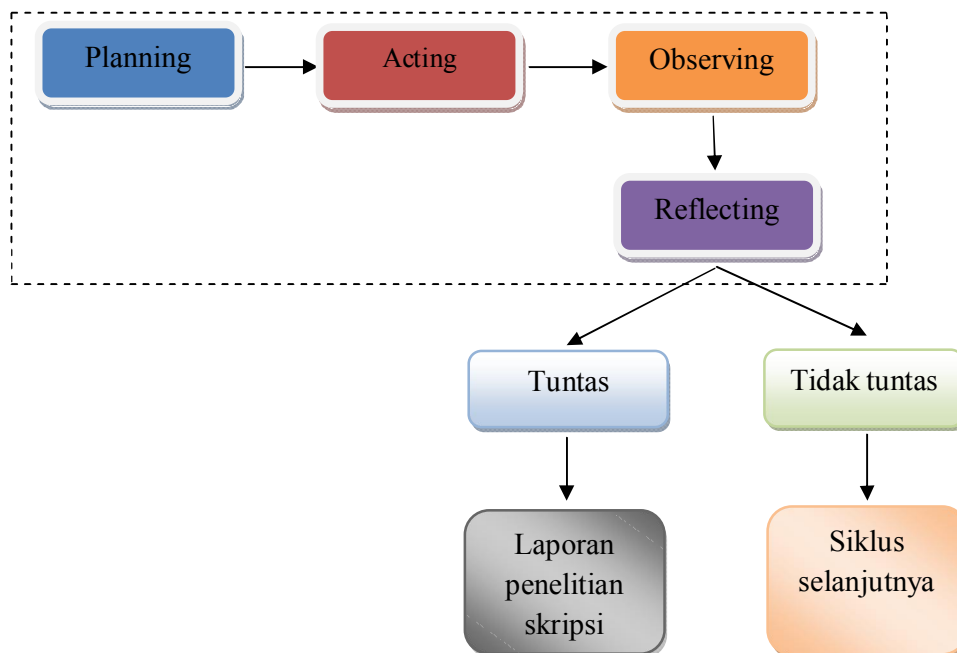 Planning
Acting
Observing
Reflecting
Tuntas
Tidak tuntas
Laporan
penelitian
skripsi
Siklus
selanjutnya